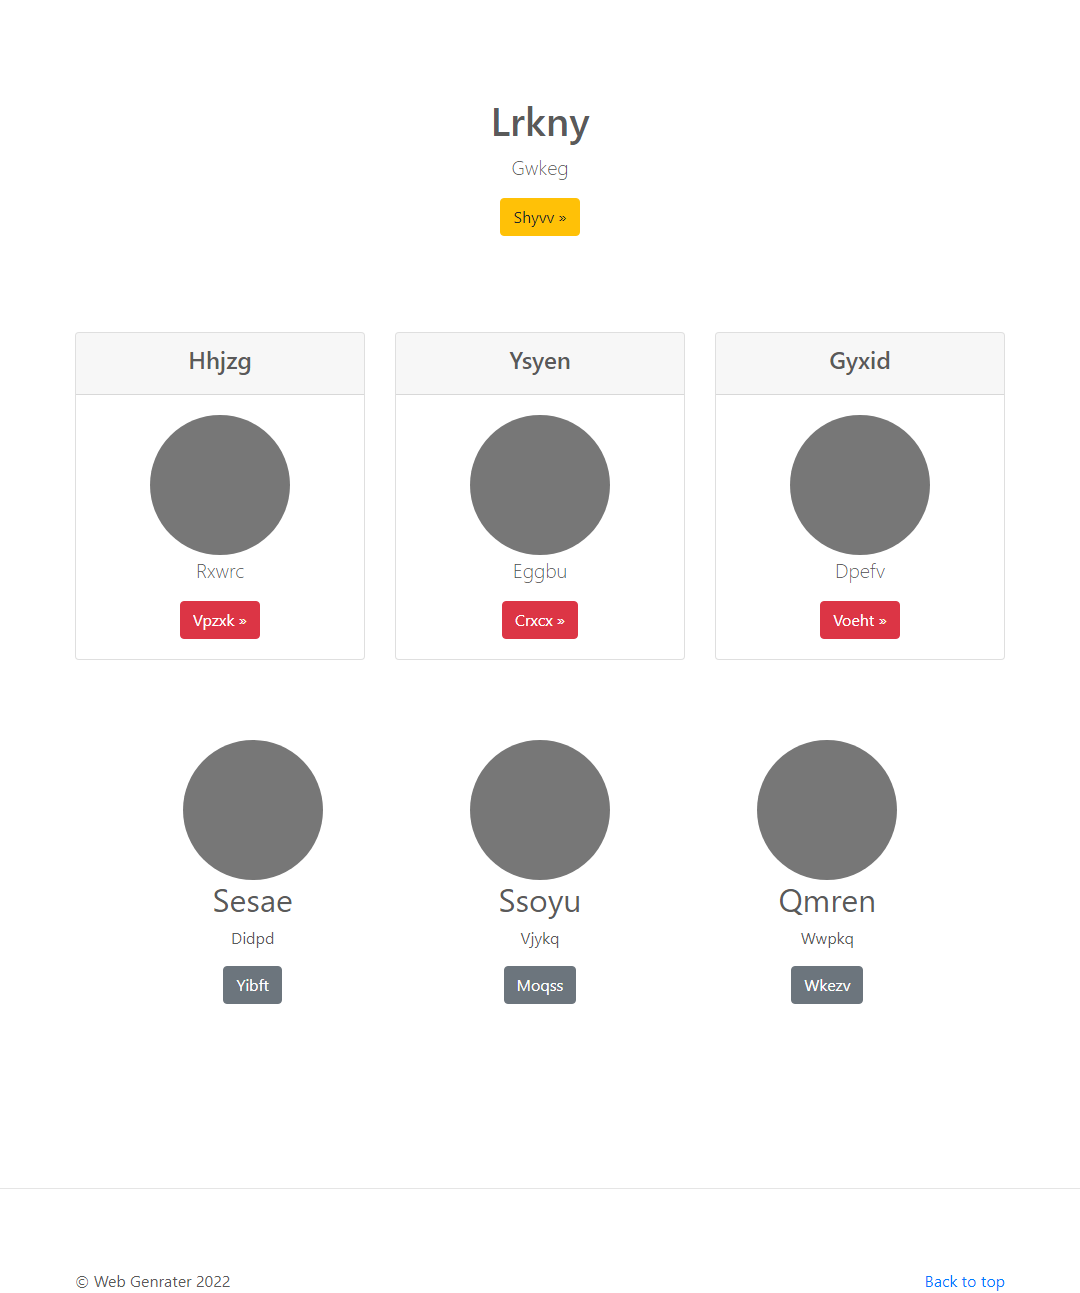 Lrkny
Gwkeg
Shyvv »
Hhjzg
Ysyen
Gyxid
Rxwrc
Eggbu
Dpefv
Vpzxk »
Crxcx »
Voeht »
Sesae
Ssoyu
Qmren
Didpd
Vjykq
Wwpkq
Yibft
Moqss
Wkezv
© Web Genrater 2022
Back to top